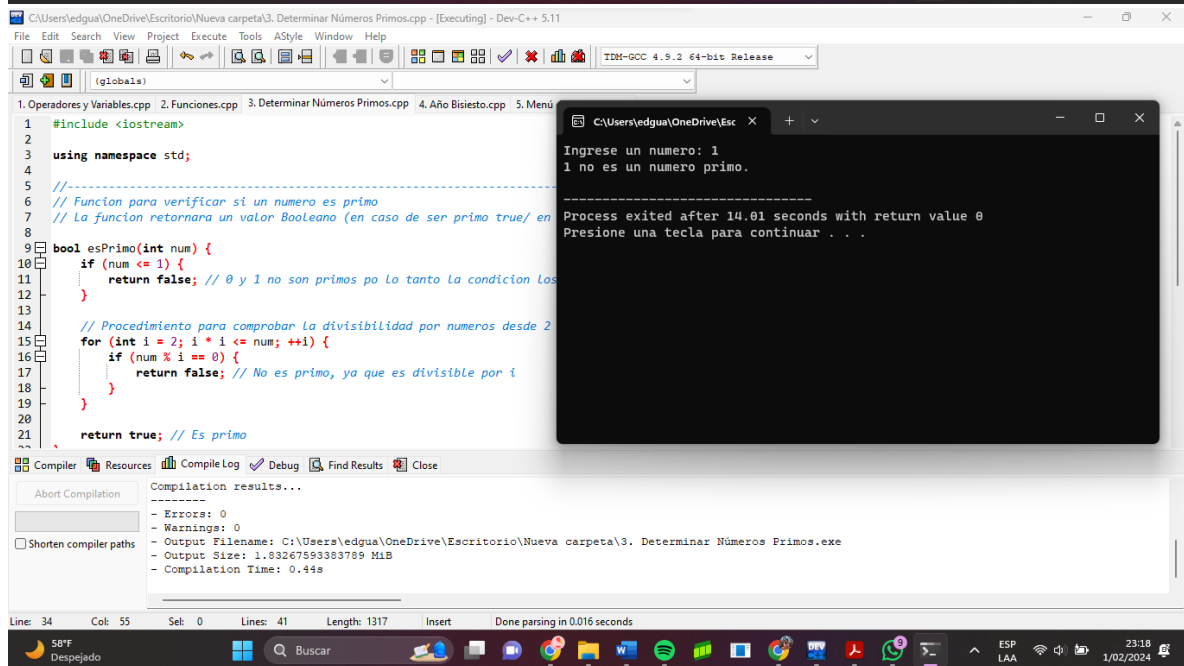 C:\Users\edgua\OneDrive\Escritorio\Nueva carpeta\3. Determinar Números Primos.cpp - [Executing] - Dev-C++ 5.11
File Edit Search View Project Execute Tools AStyle Window Help
TDM-GCC 4.9.2 64-bit Release
(globals)
1. Operadores y Variables.cpp 2. Funciones.cpp 3. Determinar Números Primos.cpp 4. Año Bisiesto.cpp 5. Menú
1 #include <iostream>
2
3 using namespace std;
4
5 //----------------------------------------------------------------------
6 // Funcion para verificar si un numero es primo
7 // La funcion retornara un valor Booleano (en caso de ser primo true/ en
8
9 bool esPrimo(int num) {
10 if (num <= 1) {
11 return false; // 0 y 1 no son primos po lo tanto la condicion los
12 }
13
14 // Procedimiento para comprobar la divisibilidad por numeros desde 2
15 for (int i = 2; i * i <= num; ++i) {
16 if (num % i == 0) {
17 return false; // No es primo, ya que es divisible por i
18 }
19 }
20
21 return true; // Es primo
C:\Users\edgua\OneDrive\Esc
Ingrese un numero: 1
1 no es un numero primo.
--------------------------------
Process exited after 14.01 seconds with return value 0
Presione una tecla para continuar . . .
Compiler Resources Compile Log Debug Find Results Close
Abort Compilation
Shorten compiler paths
Compilation results...
--------
- Errors: 0
- Warnings: 0
- Output Filename: C:\Users\edgua\OneDrive\Escritorio\Nueva carpeta\3. Determinar Números Primos.exe
- Output Size: 1.83267593383789 MiB
- Compilation Time: 0.44s
Line: 34 Col: 55 Sel: 0 Lines: 41 Length: 1317 Insert Done parsing in 0.016 seconds
58°F
Despejado
Buscar
9
ESP
LAA
23:18
1/02/2024